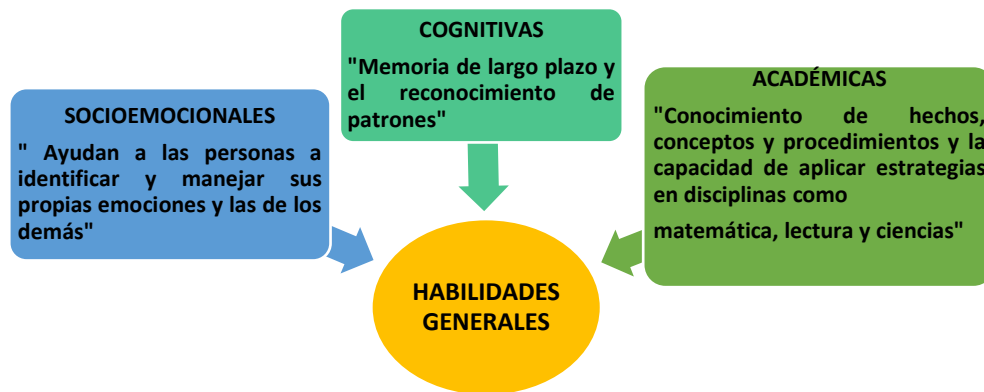 SOCIOEMOCIONALES
" Ayudan a las personas a
identificar y manejar sus
propias emociones y las de los
demás"
COGNITIVAS
"Memoria de largo plazo y
el reconocimiento de
patrones"
ACADÉMICAS
"Conocimiento de hechos,
conceptos y procedimientos y la
capacidad de aplicar estrategias
en disciplinas como
matemática, lectura y ciencias"
HABILIDADES
GENERALES